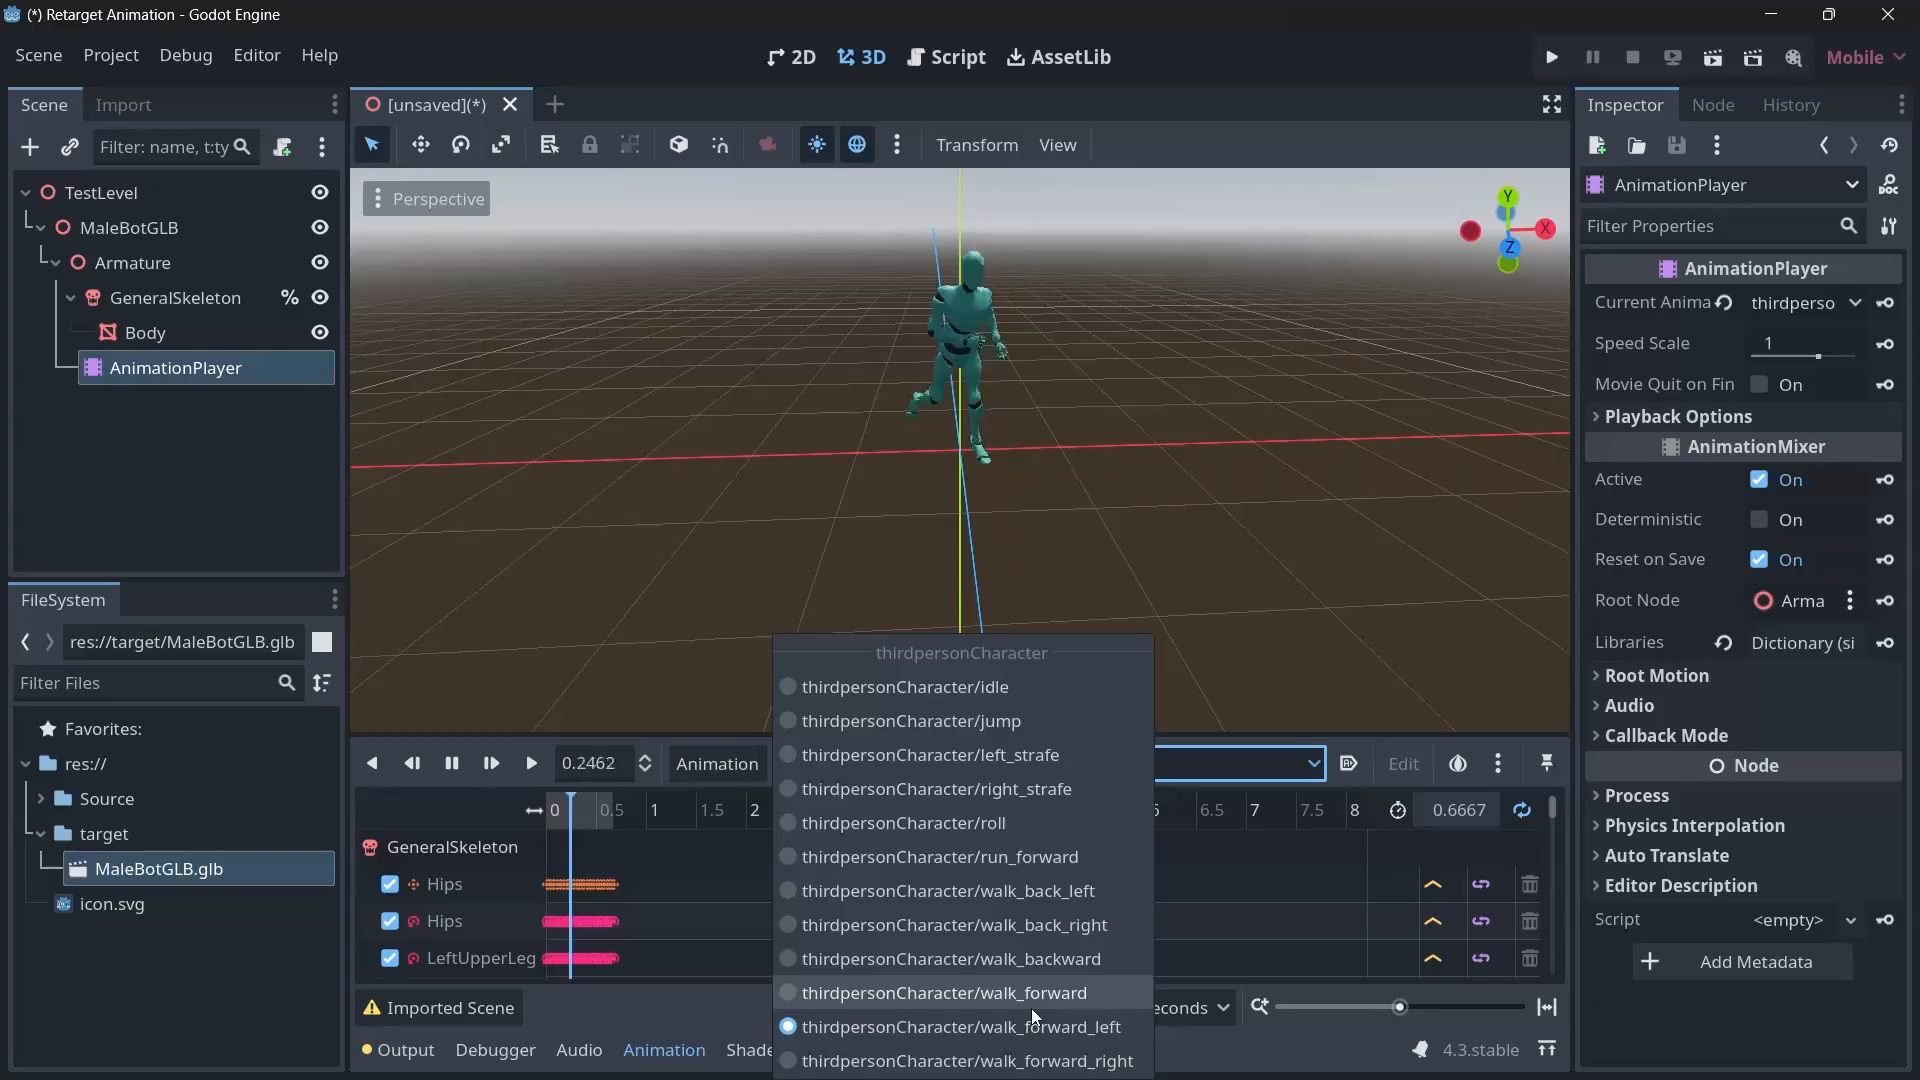 (*) Retarget Animation - Godot Engine
Scene Project Debug Editor Help
2D 3D Script AssetLib
Mobile
Scene Import
Filter: name, t:ty
TestLevel
MaleBotGLB
Armature
GeneralSkeleton %
Body
AnimationPlayer
FileSystem
res://target/MaleBotGLB.glb
Filter Files
Favorites:
res://
Source
target
MaleBotGLB.glb
icon.svg
[unsaved](*)
Transform View
Perspective
Y
X
Z
thirdpersonCharacter
thirdpersonCharacter/idle
thirdpersonCharacter/jump
thirdpersonCharacter/left_strafe
thirdpersonCharacter/right_strafe
thirdpersonCharacter/roll
thirdpersonCharacter/run_forward
thirdpersonCharacter/walk_back_left
thirdpersonCharacter/walk_back_right
thirdpersonCharacter/walk_backward
thirdpersonCharacter/walk_forward
thirdpersonCharacter/walk_forward_left
thirdpersonCharacter/walk_forward_right
0.2462 Animation Edit
0 0.5 1 1.5 2 6.5 7 7.5 8 0.6667
GeneralSkeleton
Hips
Hips
LeftUpperLeg
Imported Scene
econds
Output Debugger Audio Animation Shade
4.3.stable
Inspector Node History
AnimationPlayer
Filter Properties
AnimationPlayer
Current Anima thirdperso
Speed Scale 1
Movie Quit on Fin On
Playback Options
AnimationMixer
Active On
Deterministic On
Reset on Save On
Root Node Arma
Libraries Dictionary (si
Root Motion
Audio
Callback Mode
Node
Process
Physics Interpolation
Auto Translate
Editor Description
Script <empty>
Add Metadata